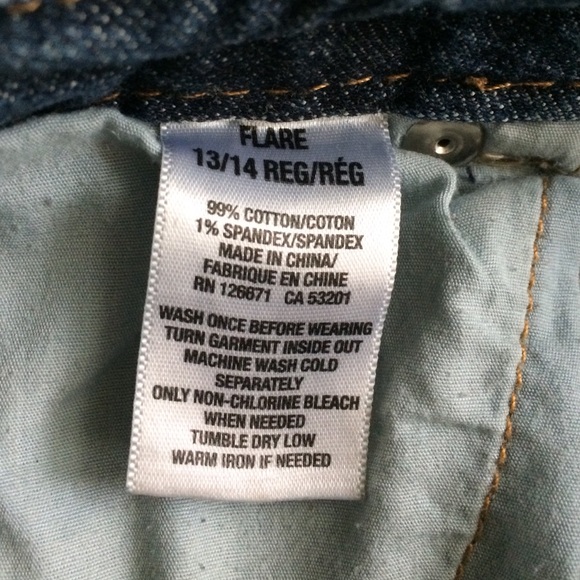 FLARE
13/14 REG/RÉG
99% COTTON/COTON
1% SPANDEX/SPANDEX
MADE IN CHINA/
FABRIQUE EN CHINE
RN 126671 CA 53201
WASH ONCE BEFORE WEARING
TURN GARMENT INSIDE OUT
MACHINE WASH COLD
SEPARATELY
ONLY NON-CHLORINE BLEACH
WHEN NEEDED
TUMBLE DRY LOW
WARM IRON IF NEEDED